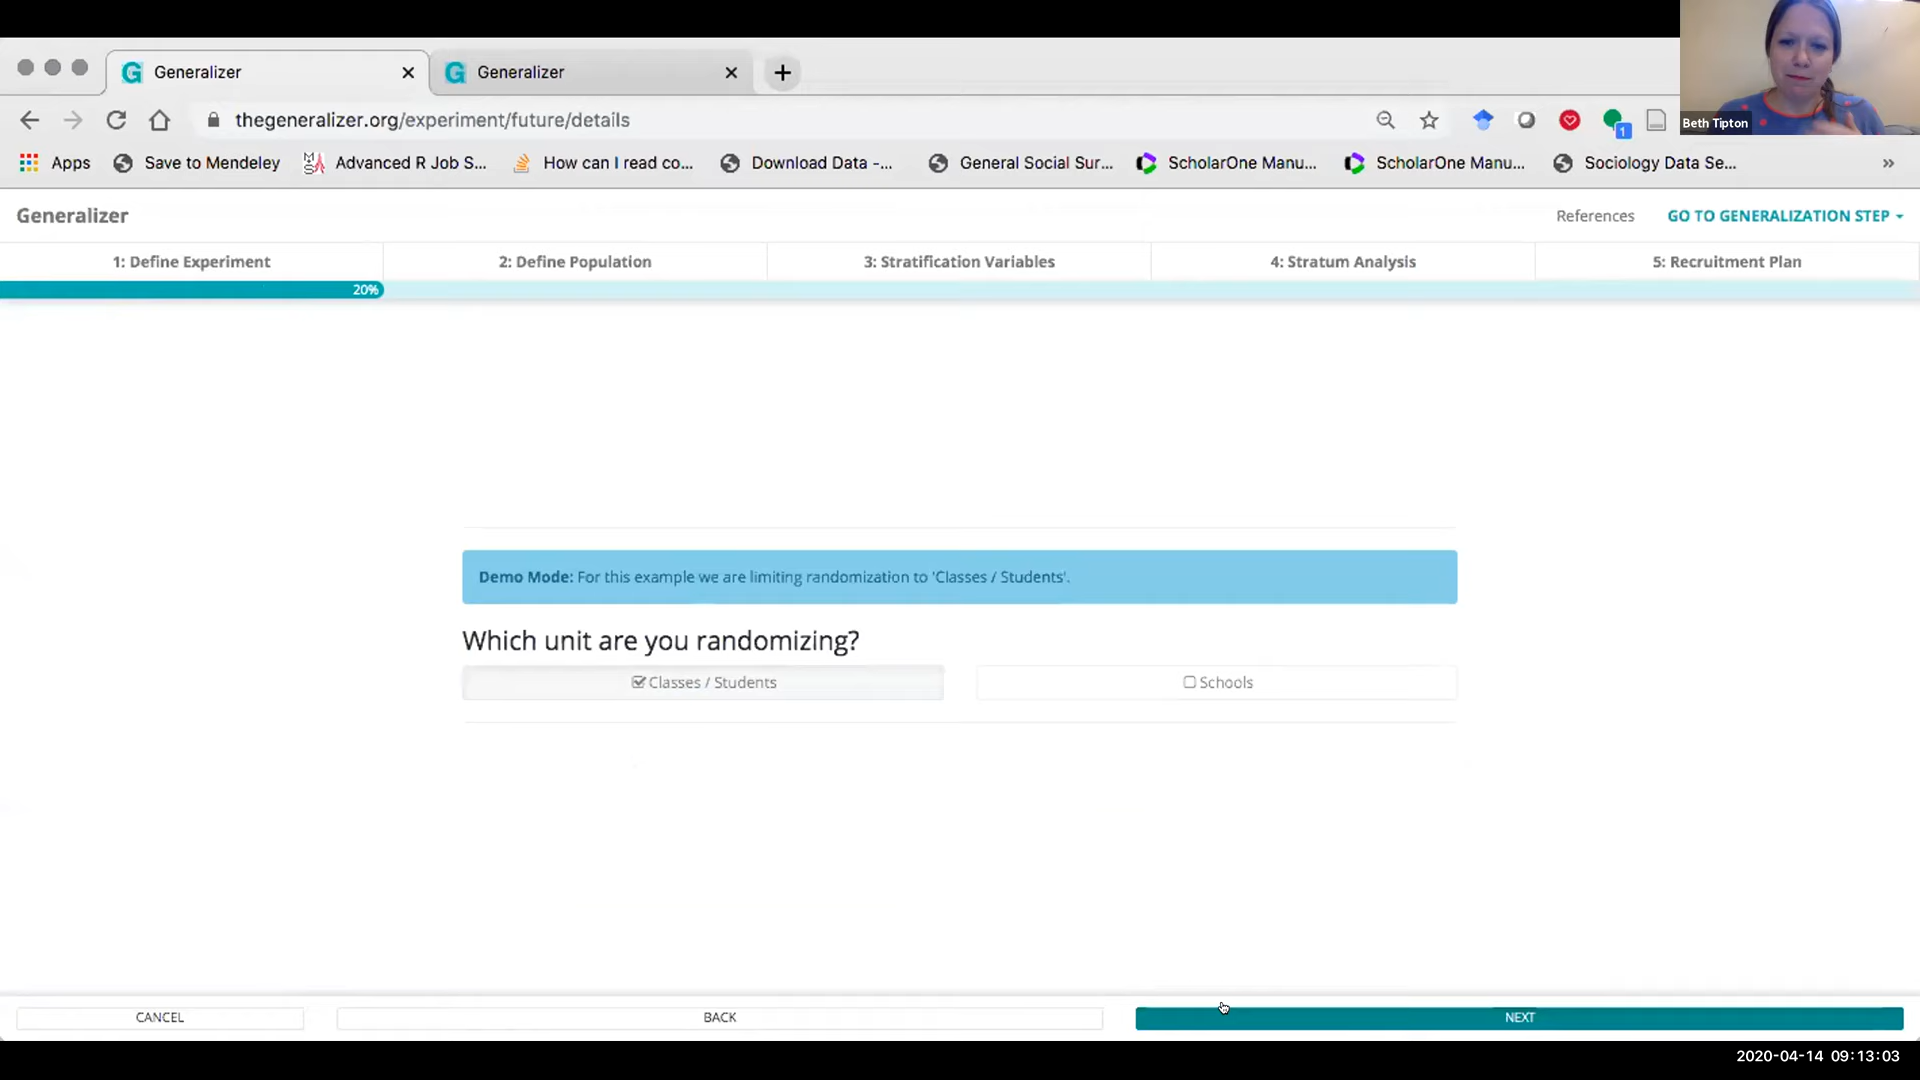 Generalizer
Generalizer
thegeneralizer.org/experiment/future/details
1
Beth Tipton
Apps
Save to Mendeley
Advanced R Job S...
How can I read co...
Download Data -...
General Social Sur...
ScholarOne Manu...
ScholarOne Manu...
Sociology Data Se...
Generalizer
References
GO TO GENERALIZATION STEP
1: Define Experiment
2: Define Population
3: Stratification Variables
4: Stratum Analysis
5: Recruitment Plan
20%
Demo Mode: For this example we are limiting randomization to 'Classes / Students'.
Which unit are you randomizing?
Classes / Students
Schools
CANCEL
BACK
NEXT
2020-04-14 09:13:03